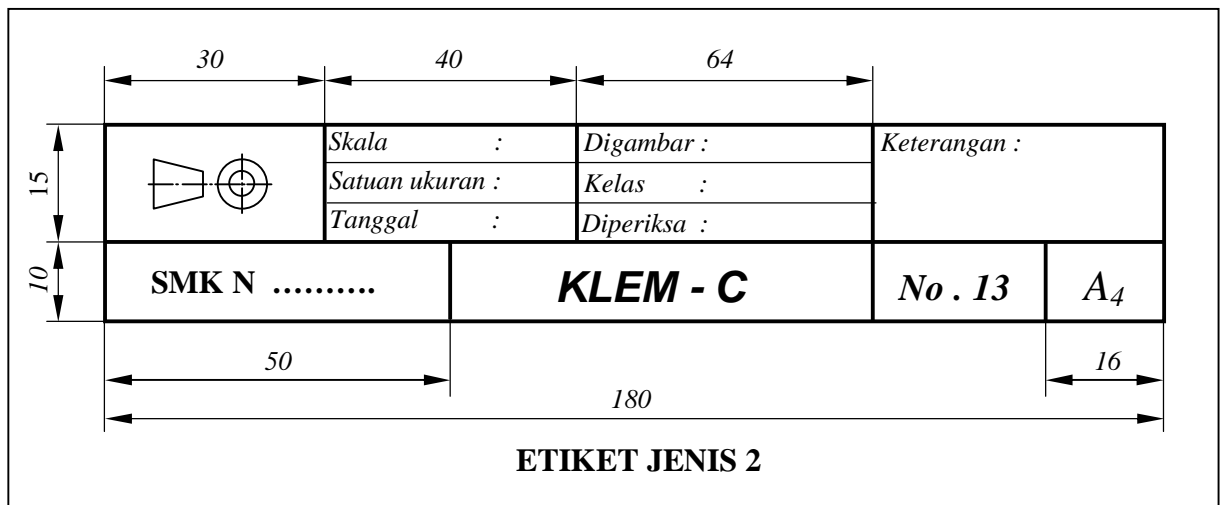 30 40 64
15
Skala : Digambar : Keterangan :
Satuan ukuran : Kelas :
Tanggal : Diperiksa :
10
SMK N .......... KLEM - C No . 13 A4
50 16
180
ETIKET JENIS 2